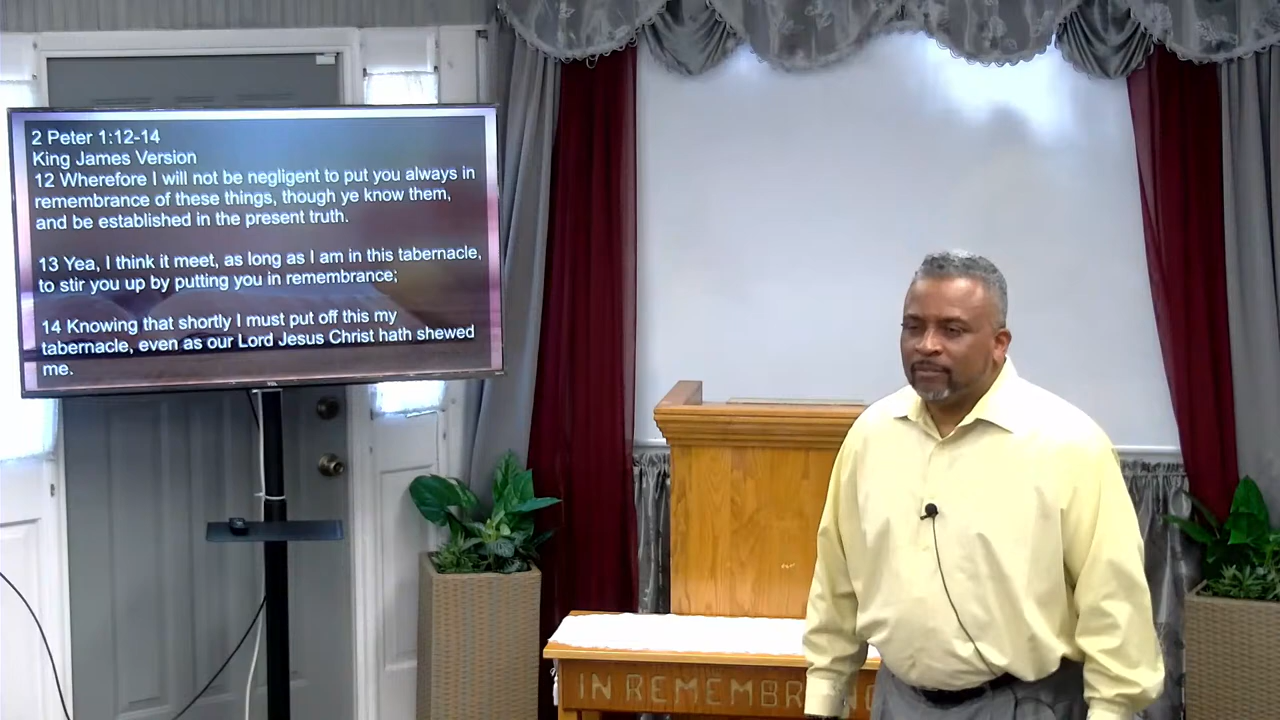 2 Peter 1:12-14
King James Version
12 Wherefore I will not be negligent to put you always in
remembrance of these things, though ye know them,
and be established in the present truth.
13 Yea, I think it meet, as long as I am in this tabernacle,
to stir you up by putting you in remembrance;
14 Knowing that shortly I must put off this my
tabernacle, even as our Lord Jesus Christ hath shewed
me.
IN REMEMBR